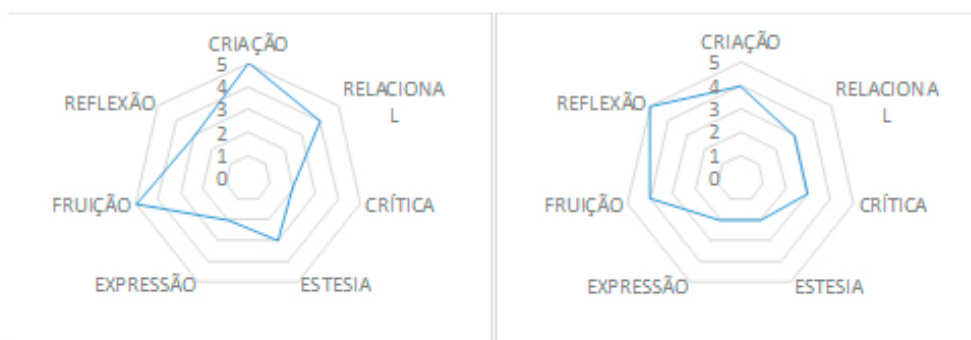 CRIAÇÃO
5
4
3
2
1
0
RELACIONA
L
CRÍTICA
ESTESIA
EXPRESSÃO
FRUIÇÃO
REFLEXÃO
CRIAÇÃO
5
4
3
2
1
0
RELACIONA
L
CRÍTICA
ESTESIA
EXPRESSÃO
FRUIÇÃO
REFLEXÃO